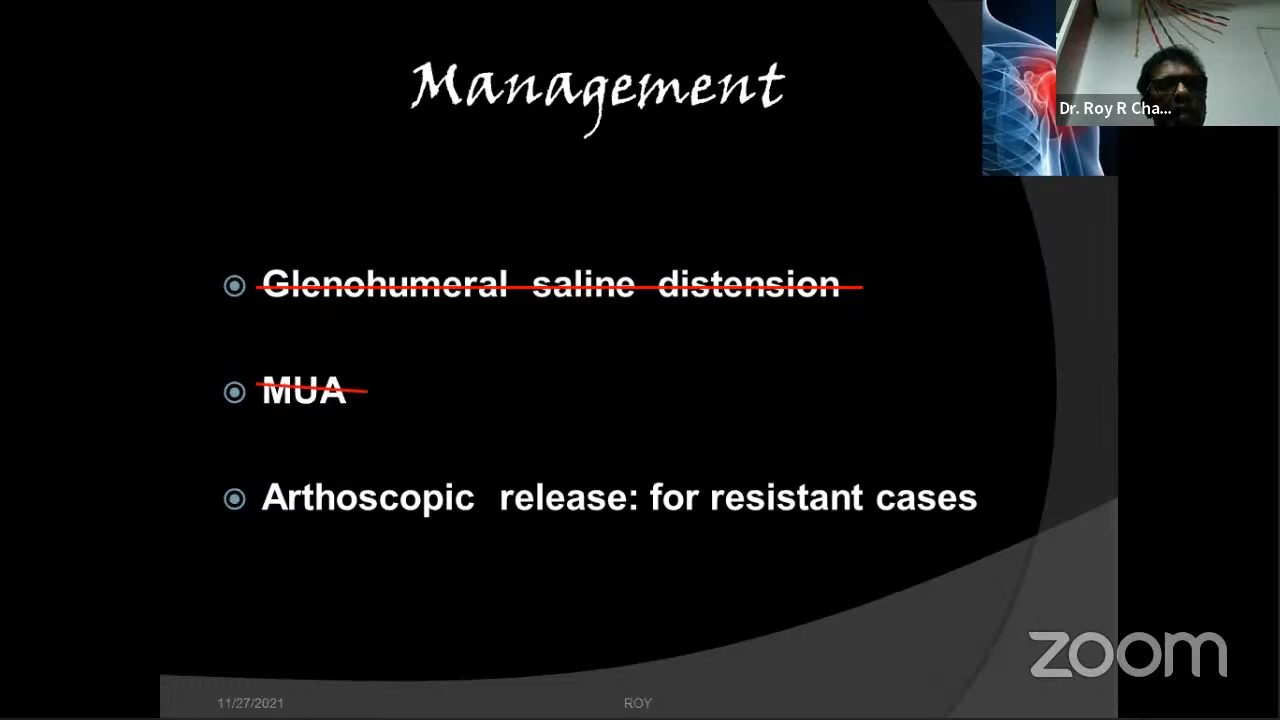 Management
Dr. Roy R Cha...
Glenohumeral saline distension
MUA
Arthoscopic release: for resistant cases
zoom
11/27/2021
ROY